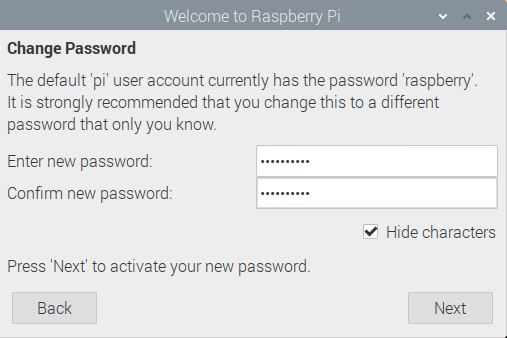 Welcome to Raspberry Pi
Change Password
The default 'pi' user account currently has the password 'raspberry'.
It is strongly recommended that you change this to a different
password that only you know.
Enter new password: ••••••••••
Confirm new password: ••••••••••
Hide characters
Press 'Next' to activate your new password.
Back Next